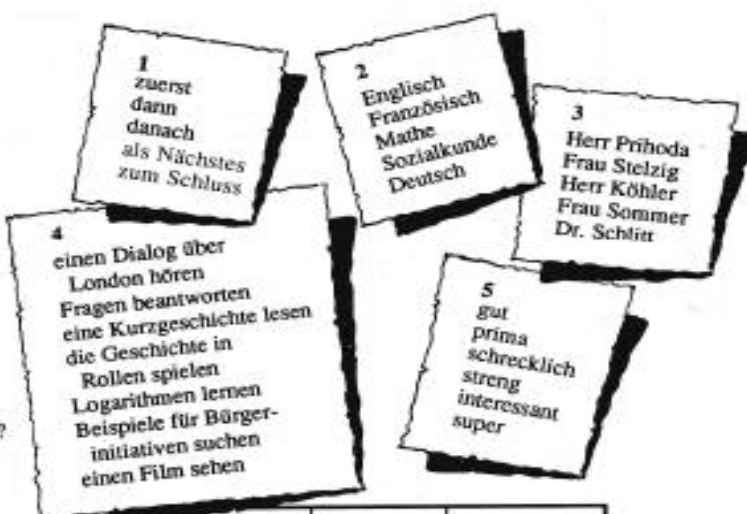 1
zuerst
dann
danach
als Nächstes
zum Schluss
2
Englisch
Französisch
Mathe
Sozialkunde
Deutsch
3
Herr Prihoda
Frau Stelzig
Herr Köhler
Frau Sommer
Dr. Schlitt
4
einen Dialog über
London hören
Fragen beantworten
eine Kurzgeschichte lesen
die Geschichte in
Rollen spielen
Logarithmen lernen
Beispiele für Bürger-
initiativen suchen
einen Film sehen
5
gut
prima
schrecklich
streng
interessant
super
?